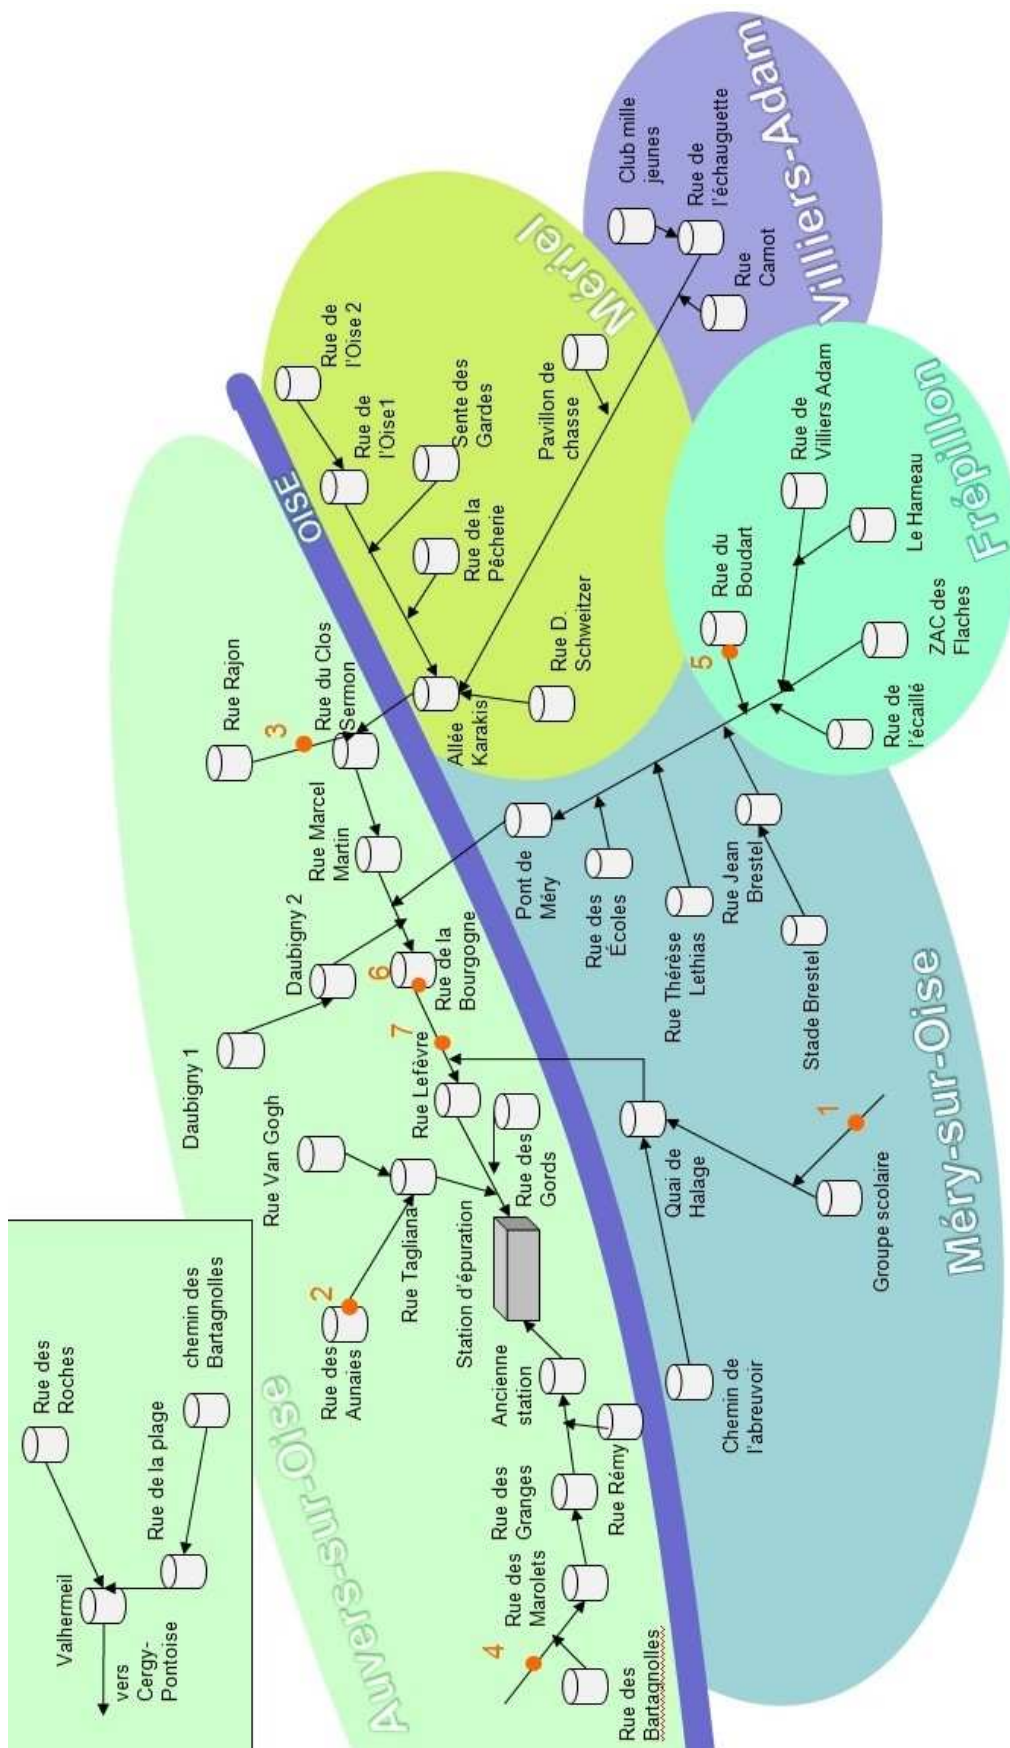 Rue des
Roches
chemin des
Bartagnolles
Rue de la plage
Valhermeil
vers
Cergy-
Pontoise
Auvers-sur-Oise
Rue Rajon
3
Rue du Clos
Sermon
Rue Marcel
Martin
Daubigny 2
Daubigny 1
6
Rue de la
Bourgogne
7
Rue Lefèvre
Rue Van Gogh
Rue des
Gords
Rue Tagliana
2
Rue des
Aunaies
Station d'épuration
Ancienne
station
Rue des
Granges
Rue Rémy
Rue des
Marolets
4
Rue des
Bartagnolles
OISE
Mériel
Rue de
l'Oise 2
Rue de
l'Oise1
Sente des
Gardes
Rue de la
Pêcherie
Pavillon de
chasse
Rue D.
Schweitzer
Allée
Karakis
Villiers-Adam
Club mille
jeunes
Rue de
l'échauguette
Rue
Carnot
Frépillon
Rue de
Villiers Adam
Le Hameau
Rue du
Boudart
5
ZAC des
Flaches
Rue de
l'écaillé
Méry-sur-Oise
Pont de
Méry
Rue des
Écoles
Rue Thérèse
Lethias
Rue Jean
Brestel
Stade Brestel
Quai de
Halage
1
Groupe scolaire
Chemin de
l'abreuvoir